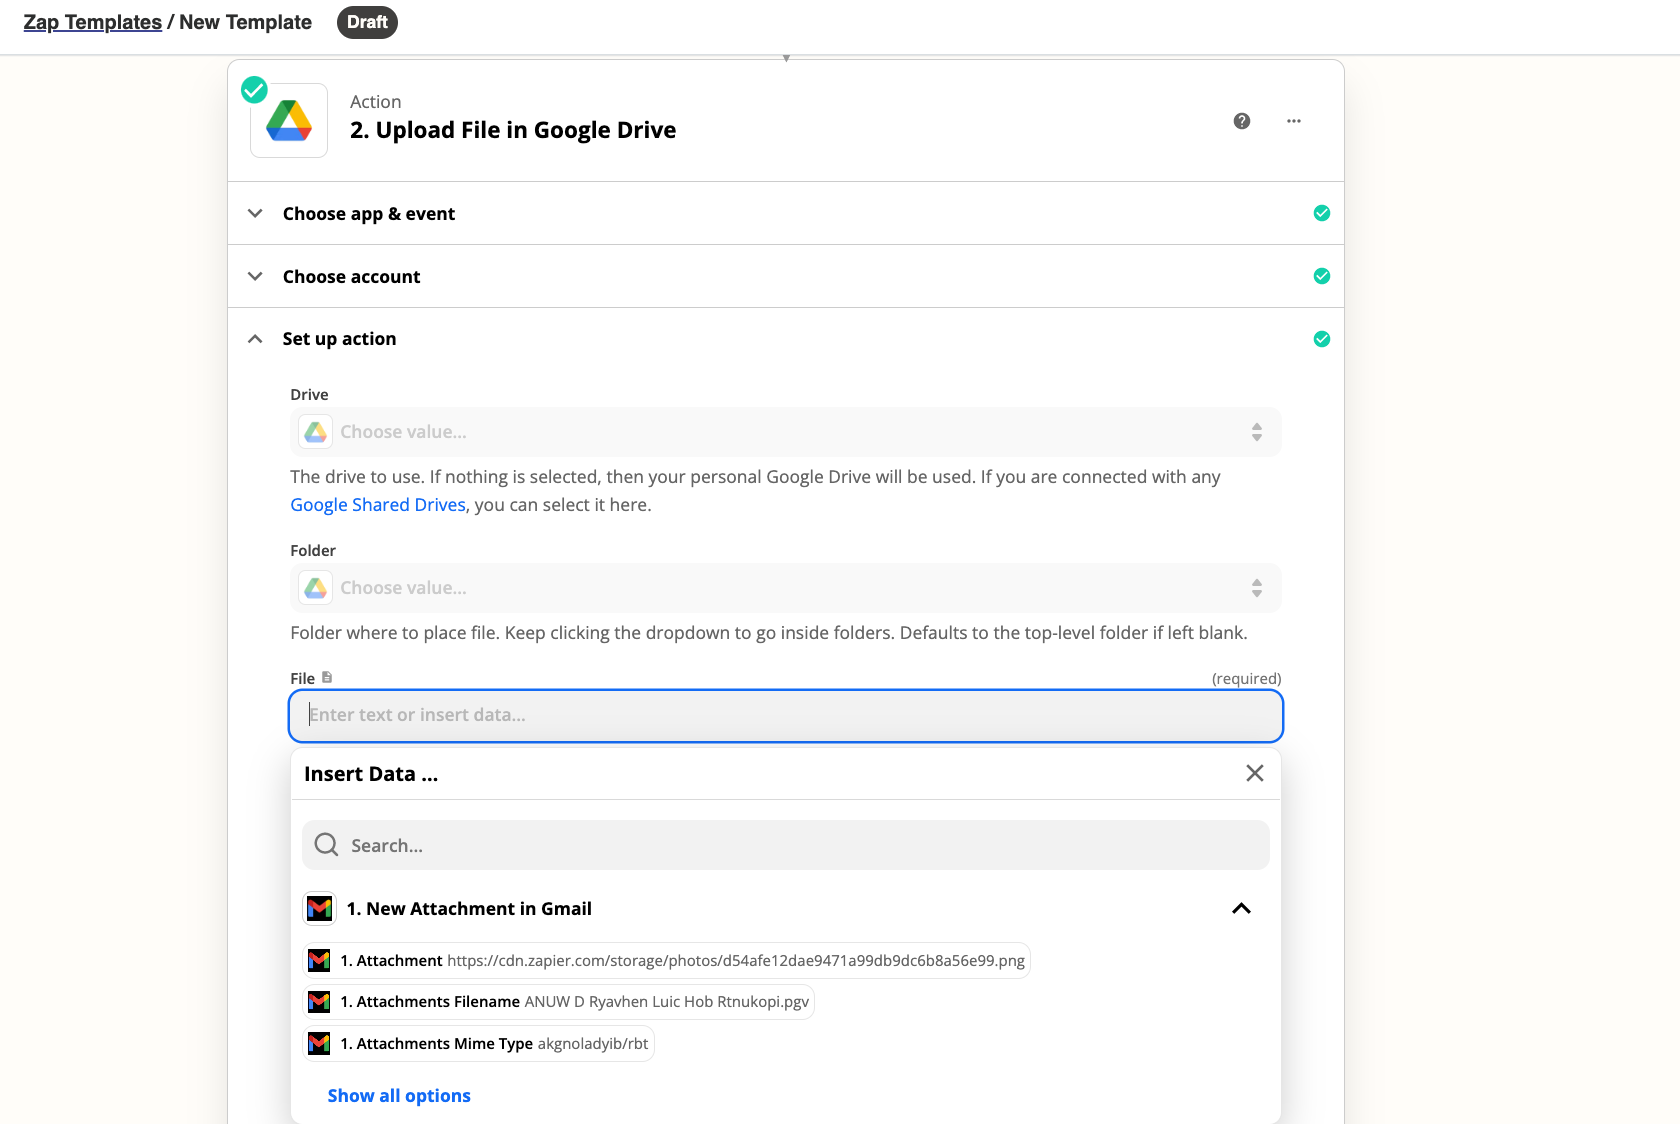 Zap Templates / New Template Draft
Action
2. Upload File in Google Drive
Choose app & event
Choose account
Set up action
Drive
Choose value...
The drive to use. If nothing is selected, then your personal Google Drive will be used. If you are connected with any
Google Shared Drives, you can select it here.
Folder
Choose value...
Folder where to place file. Keep clicking the dropdown to go inside folders. Defaults to the top-level folder if left blank.
File (required)
Enter text or insert data...
Insert Data ...
Search...
1. New Attachment in Gmail
1. Attachment https://cdn.zapier.com/storage/photos/d54afe12dae9471a99db9dc6b8a56e99.png
1. Attachments Filename ANUW D Ryavhen Luic Hob Rtnukopi.pgv
1. Attachments Mime Type akgnoladyib/rbt
Show all options